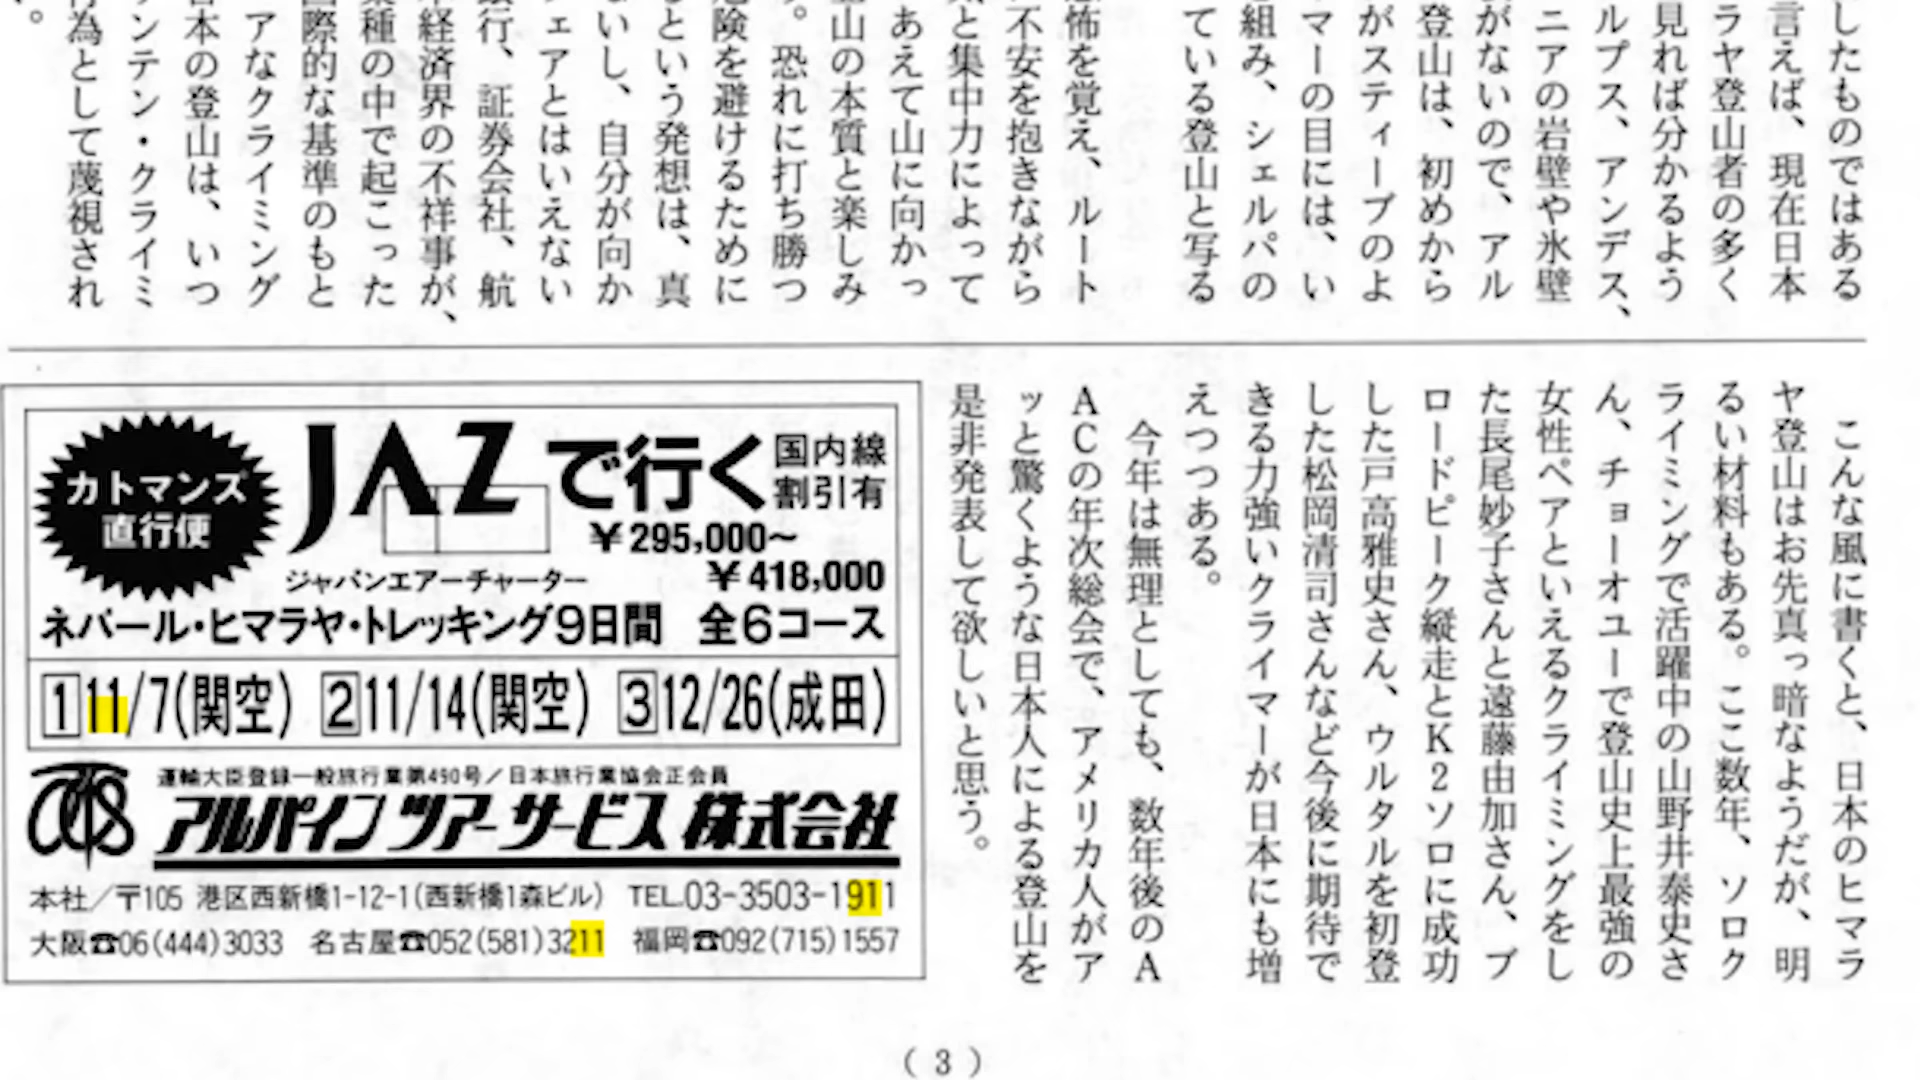 したものではある
言えば、現在日本
ラヤ登山者の多く
見れば分かるよう
ルプス、アンデス、
ニアの岩壁や氷壁
がないので、アル
登山は、初めから
がスティーブのよ
マーの目には、い
組み、シェルパの
ている登山と写る
怖を覚え、ルート
不安を抱きながら
と集中力によって
あえて山に向かっ
山の本質と楽しみ
。恐れに打ち勝つ
険を避けるために
という発想は、真
いし、自分が向か
ェアとはいえない
行、証券会社、航
経済界の不祥事が、
種の中で起こった
際的な基準のもと
アなクライミング
本の登山は、いつ
ンテン・クライミ
為として蔑視され
。
こんな風に書くと、日本のヒマラ
ヤ登山はお先真っ暗なようだが、明
るい材料もある。ここ数年、ソロク
ライミングで活躍中の山野井泰史さ
ん、チョーオユーで登山史上最強の
女性ペアといえるクライミングをし
た長尾妙子さんと遠藤由加さん、ブ
ロードピーク縦走とK2ソロに成功
した戸高雅史さん、ウルタルを初登
した松岡清司さんなど今後に期待で
きる力強いクライマーが日本にも増
えつつある。
今年は無理としても、数年後のA
ACの年次総会で、アメリカ人がア
ッと驚くような日本人による登山を
是非発表して欲しいと思う。
カトマンズ
直行便
JAZで行く
国内線
割引有
¥295,000〜
¥418,000
ジャパンエアーチャーター
ネパール・ヒマラヤ・トレッキング9日間 全6コース
1 11/7(関空) 2 11/14(関空) 3 12/26(成田)
運輸大臣登録一般旅行業第490号/日本旅行業協会正会員
アルパインツアーサービス株式会社
本社/〒105 港区西新橋1-12-1(西新橋1森ビル) TEL.03-3503-1911
大阪☎06(444)3033 名古屋☎052(581)3211 福岡☎092(715)1557
(3)